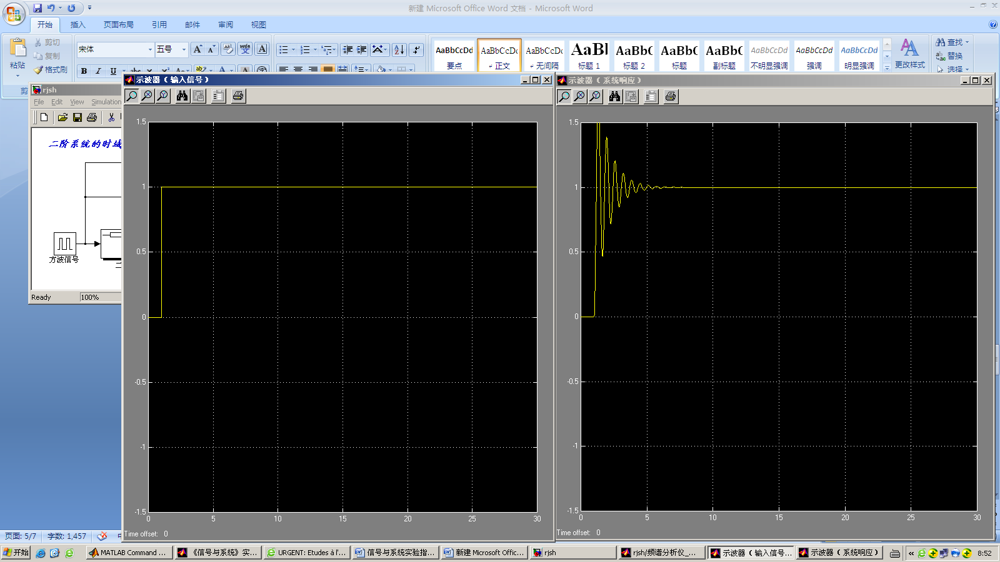 新建 Microsoft Office Word 文档 - Microsoft Word
开始 插入 页面布局 引用 邮件 审阅 视图
粘贴
剪切
复制
格式刷
宋体 五号
B I U
AaBbCcDd AaBbCcDc AaBbCcDc AaBl AaBbC AaBbC AaBbC AaBbCcDd AaBbCcDd AaBbCcDd
要点 正文 无间隔 标题 1 标题 2 标题 副标题 不明显强调 强调 明显强调
更改样式
查找
替换
选择
剪
rjsh
File Edit View Simulation
二阶系统的时域
方波信号
Ready 100%
示波器（输入信号）
1.5
1
0.5
0
-0.5
-1
-1.5
0 5 10 15 20 25 30
Time offset: 0
示波器（系统响应）
1.5
1
0.5
0
-0.5
-1
-1.5
0 5 10 15 20 25 30
Time offset: 0
页面: 5/7 字数: 1,457
开始 MATLAB Command ... 《信号与系统》实... URGENT: Etudes à l'... 信号与系统实验指... 新建 Microsoft Offic... rjsh rjsh/频谱分析仪_... 示波器（输入信号... 示波器（系统响应） 8:52